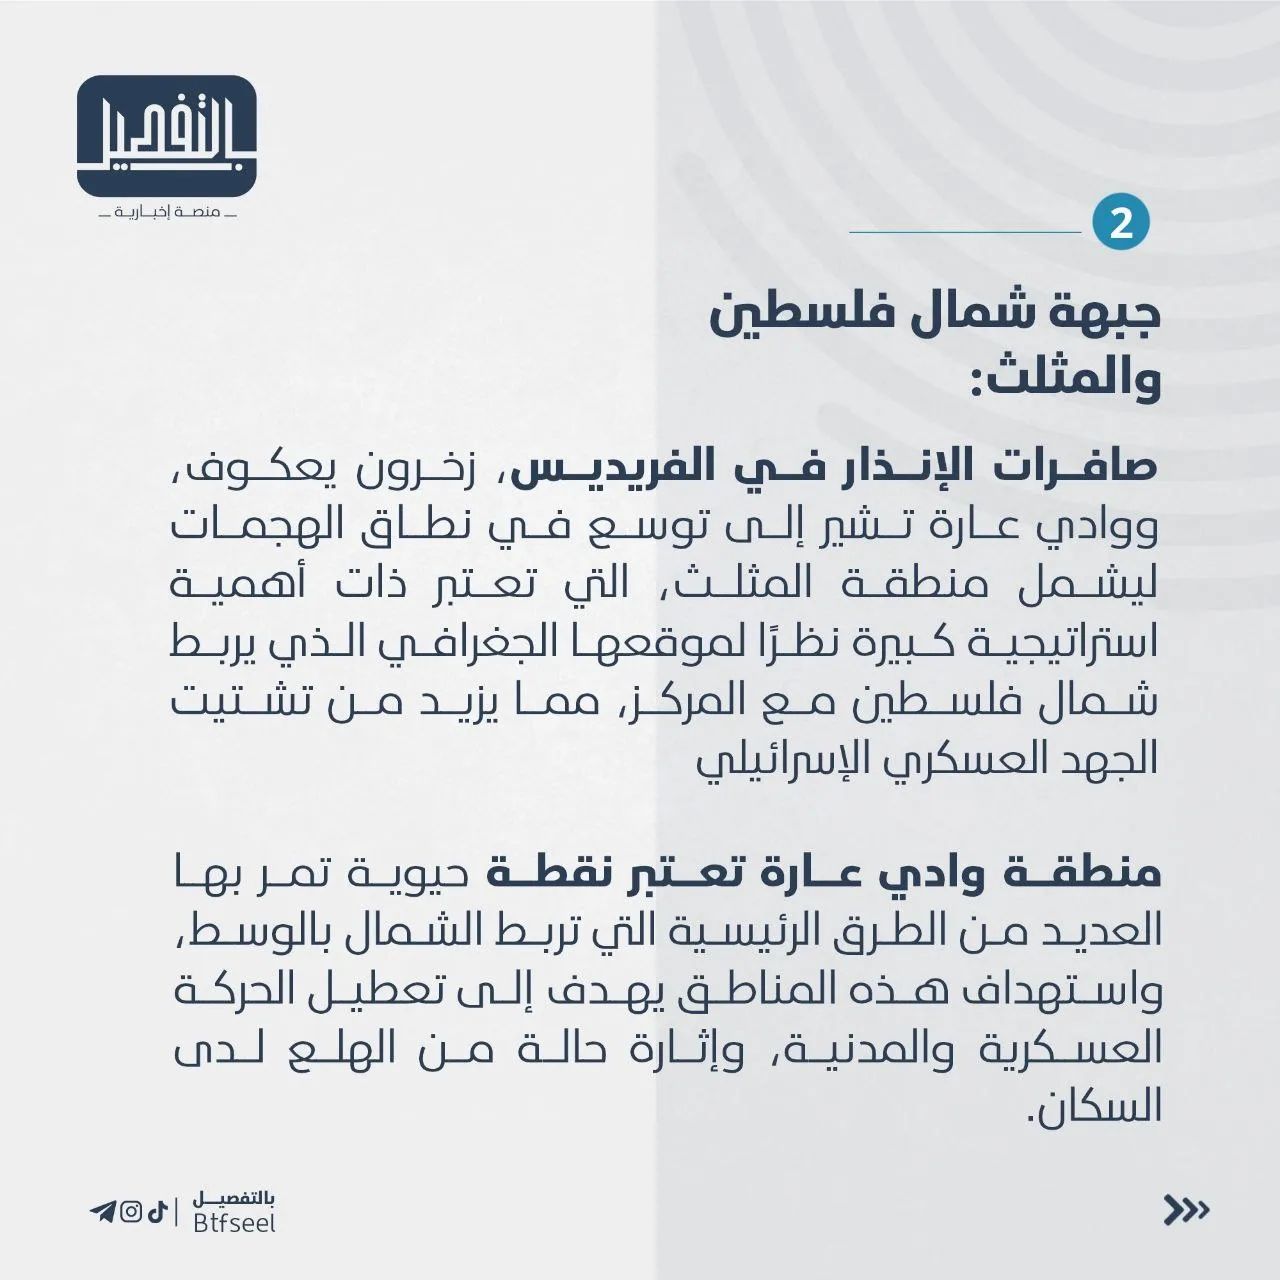 بالتفصيل
منصة إخبارية
2
جبهة شمال فلسطين
والمثلث:
صافرات الإنذار في الفريديس، زخرون يعكوف،
ووادي عارة تشير إلى توسع في نطاق الهجمات
ليشمل منطقة المثلث، التي تعتبر ذات أهمية
استراتيجية كبيرة نظرًا لموقعها الجغرافي الذي يربط
شمال فلسطين مع المركز، مما يزيد من تشتيت
الجهد العسكري الإسرائيلي
منطقة وادي عارة تعتبر نقطة حيوية تمر بها
العديد من الطرق الرئيسية التي تربط الشمال بالوسط،
واستهداف هذه المناطق يهدف إلى تعطيل الحركة
العسكرية والمدنية، وإثارة حالة من الهلع لدى
السكان.
بالتفصيل
Btfseel